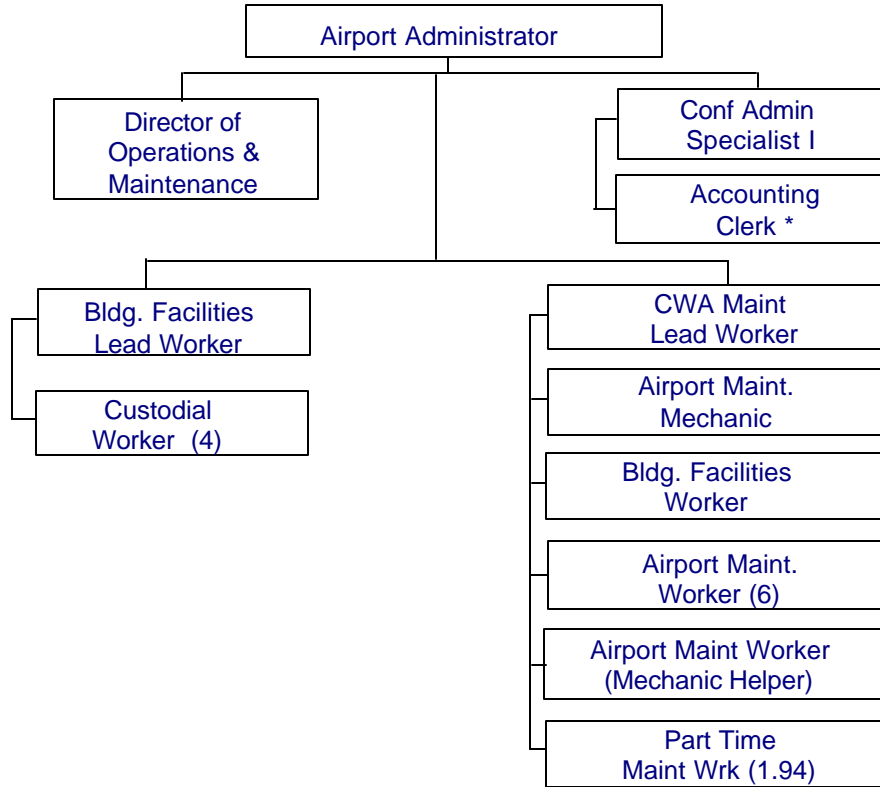 Airport Administrator
Director of
Operations &
Maintenance
Conf Admin
Specialist I
Accounting
Clerk *
Bldg. Facilities
Lead Worker
Custodial
Worker (4)
CWA Maint
Lead Worker
Airport Maint.
Mechanic
Bldg. Facilities
Worker
Airport Maint.
Worker (6)
Airport Maint Worker
(Mechanic Helper)
Part Time
Maint Wrk (1.94)